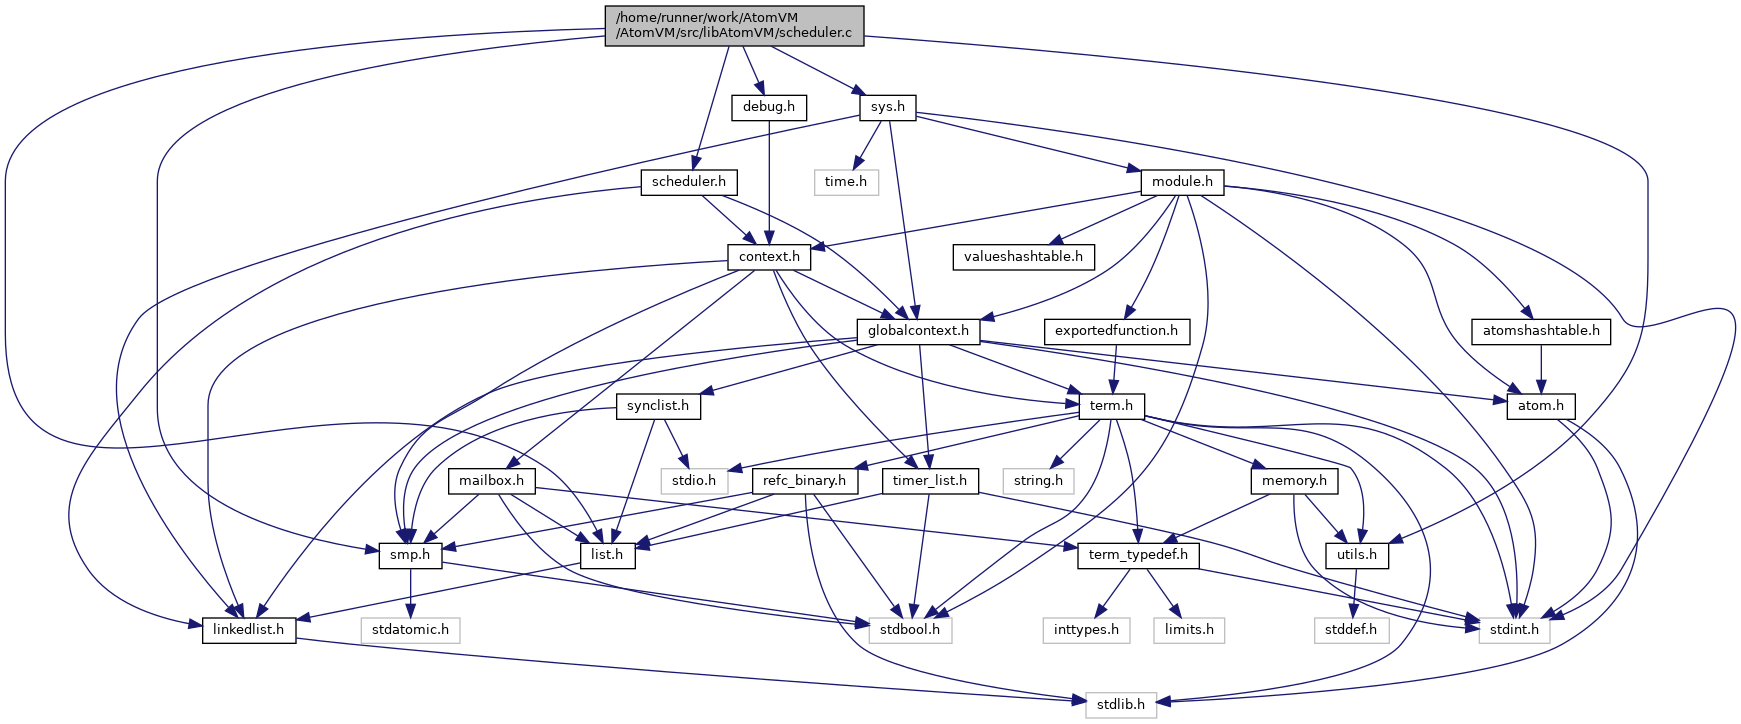 /home/runner/work/AtomVM
/AtomVM/src/libAtomVM/scheduler.c
debug.h
sys.h
scheduler.h
time.h
module.h
context.h
valueshashtable.h
globalcontext.h
exportedfunction.h
atomshashtable.h
synclist.h
term.h
atom.h
mailbox.h
stdio.h
refc_binary.h
timer_list.h
string.h
memory.h
smp.h
list.h
term_typedef.h
utils.h
linkedlist.h
stdatomic.h
stdbool.h
inttypes.h
limits.h
stddef.h
stdint.h
stdlib.h